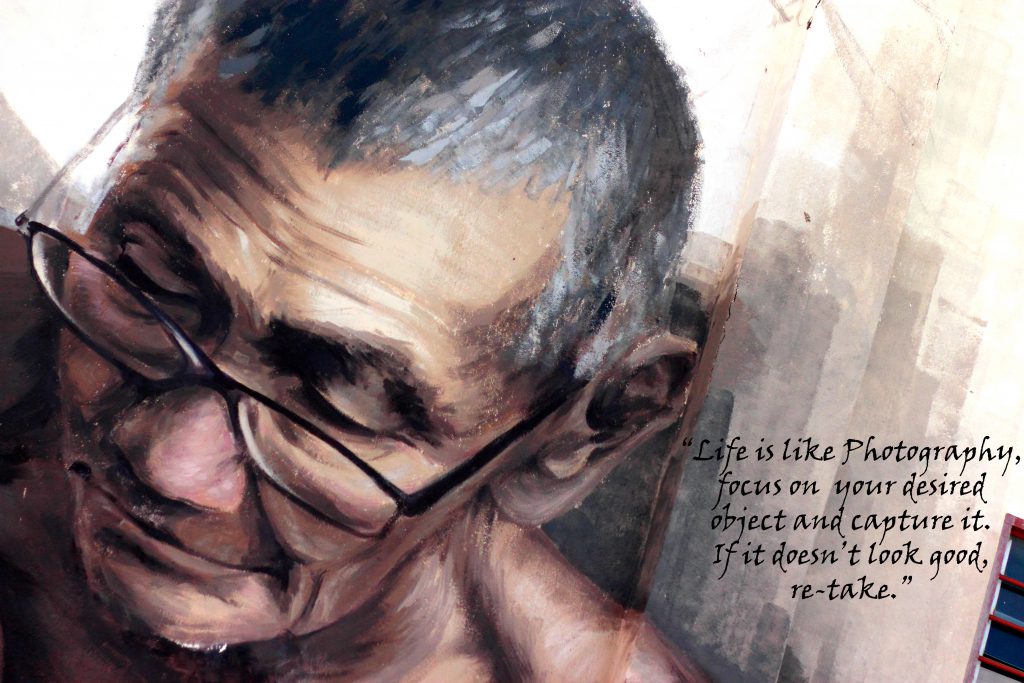 “Life is like Photography,
focus on your desired
object and capture it.
If it doesn’t look good,
re-take.”